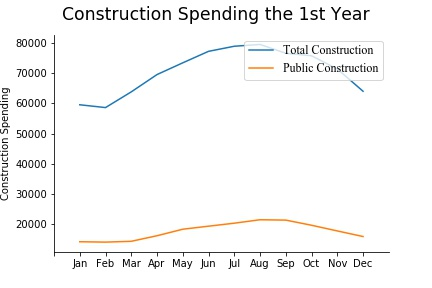 Construction Spending the 1st Year
80000
70000
60000
50000
40000
30000
20000
Construction Spending
Total Construction
Public Construction
Jan Feb Mar Apr May Jun Jul Aug Sep Oct Nov Dec